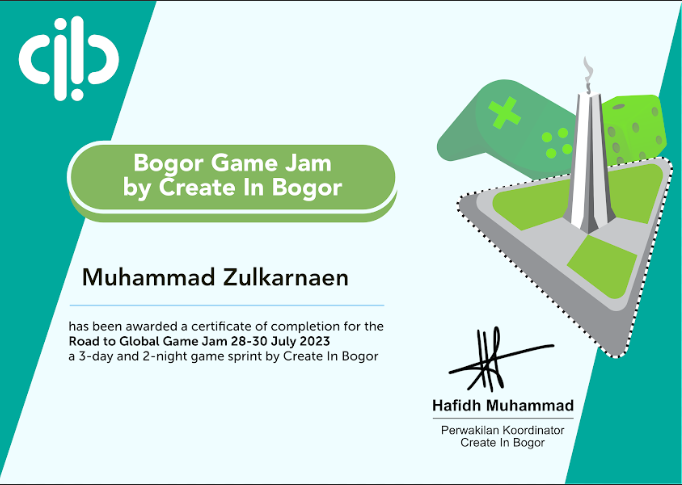 Bogor Game Jam
by Create In Bogor
Muhammad Zulkarnaen
has been awarded a certificate of completion for the
Road to Global Game Jam 28-30 July 2023
a 3-day and 2-night game sprint by Create In Bogor
Hafidh Muhammad
Perwakilan Koordinator
Create In Bogor